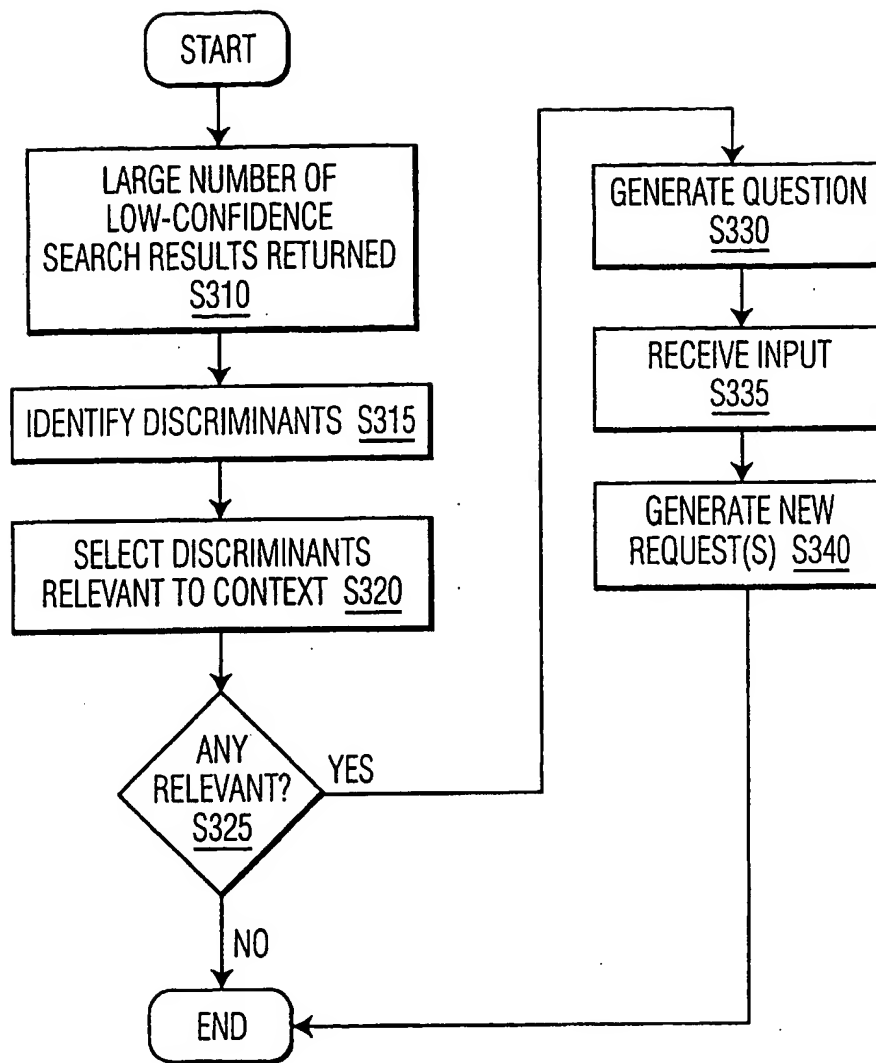 START
LARGE NUMBER OF
LOW-CONFIDENCE
SEARCH RESULTS RETURNED
S310
IDENTIFY DISCRIMINANTS S315
SELECT DISCRIMINANTS
RELEVANT TO CONTEXT S320
ANY
RELEVANT?
S325
YES
NO
END
GENERATE QUESTION
S330
RECEIVE INPUT
S335
GENERATE NEW
REQUEST(S) S340